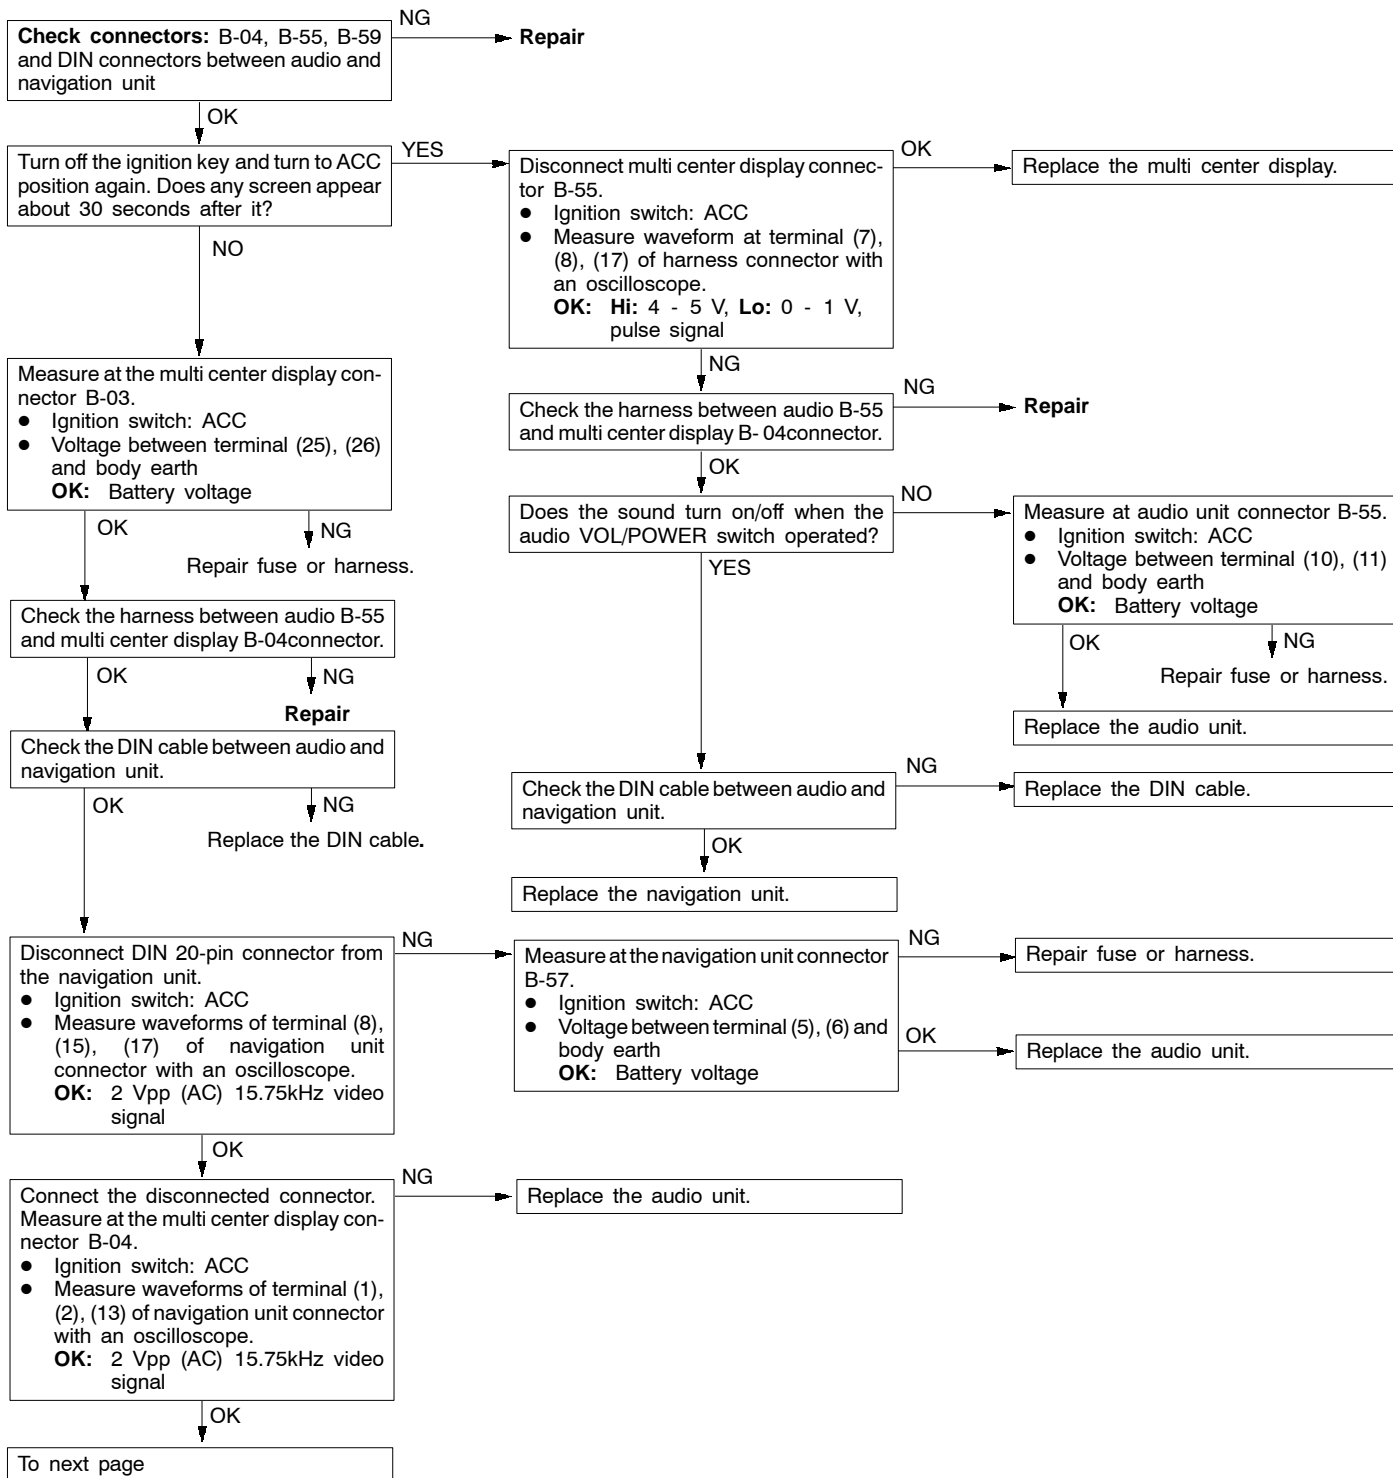 Check connectors: B-04, B-55, B-59
and DIN connectors between audio and
navigation unit
NG
Repair
OK
Turn off the ignition key and turn to ACC
position again. Does any screen appear
about 30 seconds after it?
YES
NO
Disconnect multi center display connec-
tor B-55.
● Ignition switch: ACC
● Measure waveform at terminal (7),
(8), (17) of harness connector with
an oscilloscope.
OK: Hi: 4 - 5 V, Lo: 0 - 1 V,
pulse signal
OK
Replace the multi center display.
NG
Check the harness between audio B-55
and multi center display B- 04connector.
NG
Repair
OK
Does the sound turn on/off when the
audio VOL/POWER switch operated?
NO
Measure at audio unit connector B-55.
● Ignition switch: ACC
● Voltage between terminal (10), (11)
and body earth
OK: Battery voltage
OK
NG
Repair fuse or harness.
Replace the audio unit.
YES
Check the DIN cable between audio and
navigation unit.
NG
Replace the DIN cable.
OK
Replace the navigation unit.
Measure at the multi center display con-
nector B-03.
● Ignition switch: ACC
● Voltage between terminal (25), (26)
and body earth
OK: Battery voltage
OK
NG
Repair fuse or harness.
Check the harness between audio B-55
and multi center display B-04connector.
OK
NG
Repair
Check the DIN cable between audio and
navigation unit.
OK
NG
Replace the DIN cable.
Disconnect DIN 20-pin connector from
the navigation unit.
● Ignition switch: ACC
● Measure waveforms of terminal (8),
(15), (17) of navigation unit
connector with an oscilloscope.
OK: 2 Vpp (AC) 15.75kHz video
signal
NG
Measure at the navigation unit connector
B-57.
● Ignition switch: ACC
● Voltage between terminal (5), (6) and
body earth
OK: Battery voltage
NG
Repair fuse or harness.
OK
Replace the audio unit.
OK
Connect the disconnected connector.
Measure at the multi center display con-
nector B-04.
● Ignition switch: ACC
● Measure waveforms of terminal (1),
(2), (13) of navigation unit connector
with an oscilloscope.
OK: 2 Vpp (AC) 15.75kHz video
signal
NG
Replace the audio unit.
OK
To next page